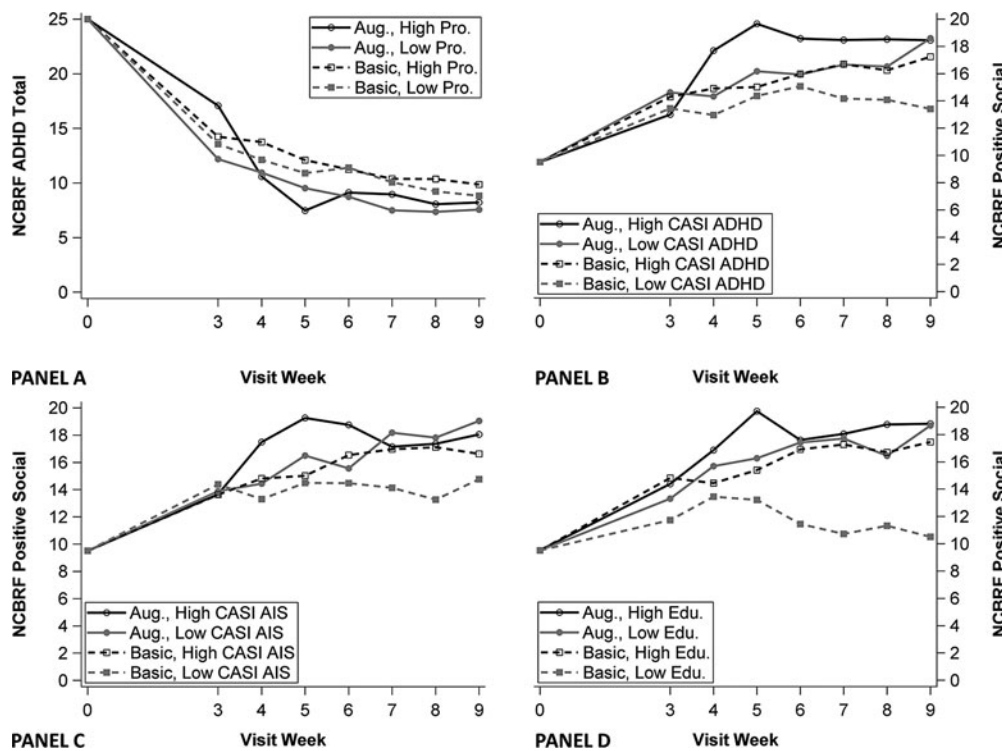 NCBRF ADHD Total
25
20
15
10
5
0
Aug., High Pro.
Aug., Low Pro.
Basic, High Pro.
Basic, Low Pro.
0 3 4 5 6 7 8 9
PANEL A Visit Week
20
18
16
14
12
10
8
6
4
2
0
NCBRF Positive Social
Aug., High CASI ADHD
Aug., Low CASI ADHD
Basic, High CASI ADHD
Basic, Low CASI ADHD
0 3 4 5 6 7 8 9
PANEL B Visit Week
NCBRF Positive Social
20
18
16
14
12
10
8
6
4
2
0
Aug., High CASI AIS
Aug., Low CASI AIS
Basic, High CASI AIS
Basic, Low CASI AIS
0 3 4 5 6 7 8 9
PANEL C Visit Week
20
18
16
14
12
10
8
6
4
2
0
NCBRF Positive Social
Aug., High Edu.
Aug., Low Edu.
Basic, High Edu.
Basic, Low Edu.
0 3 4 5 6 7 8 9
PANEL D Visit Week